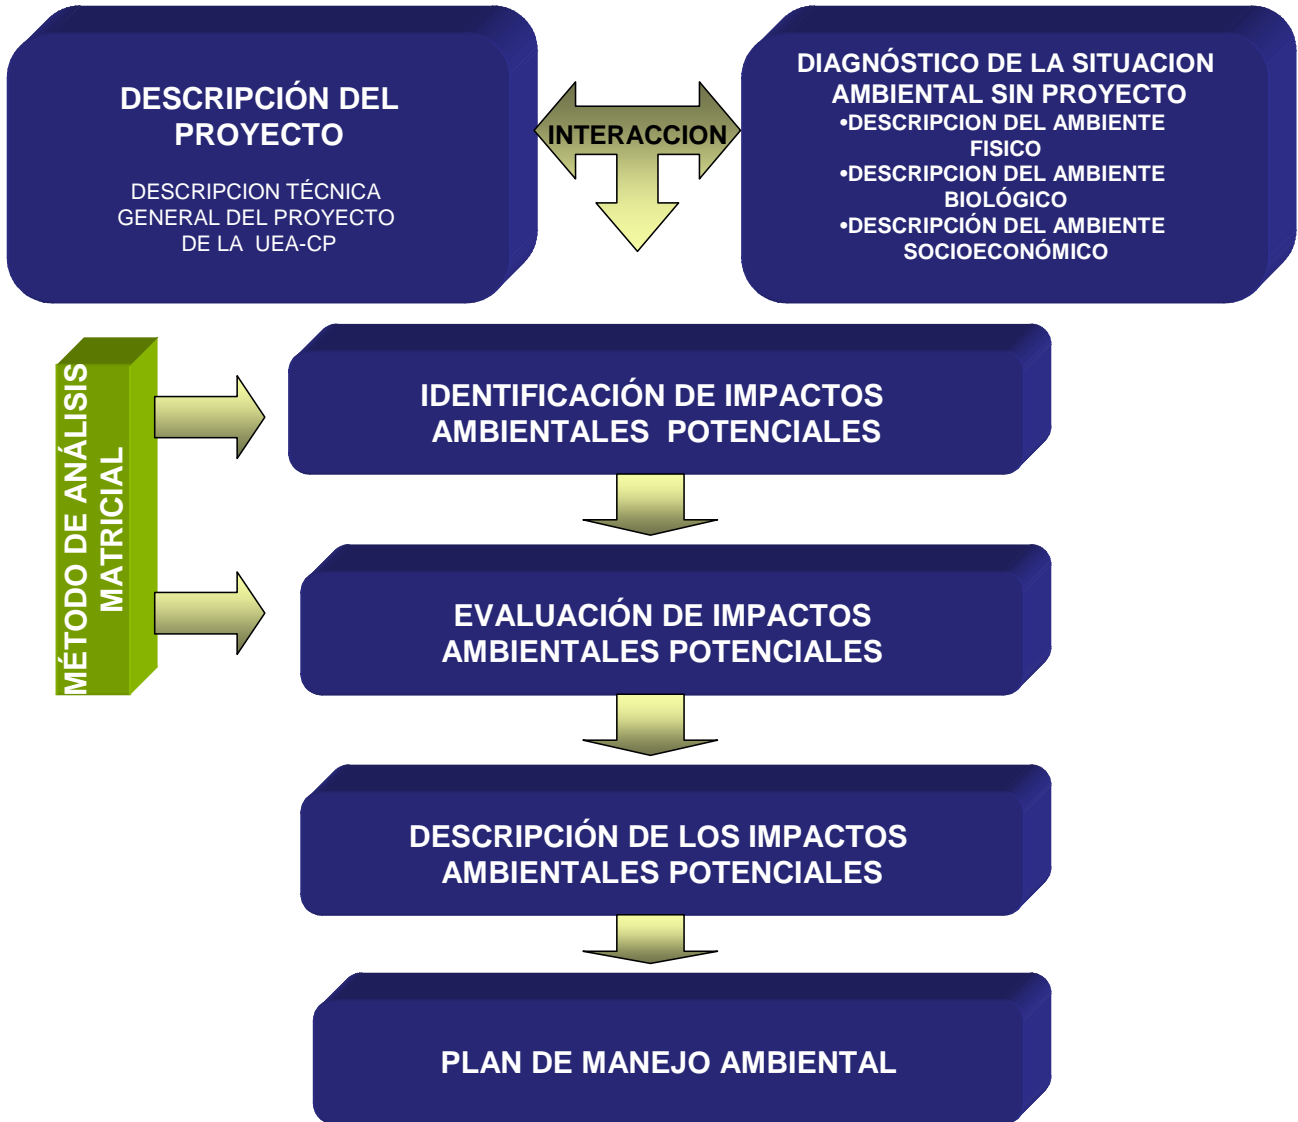 DESCRIPCIÓN DEL
PROYECTO
DESCRIPCION TÉCNICA
GENERAL DEL PROYECTO
DE LA UEA-CP
INTERACCION
DIAGNÓSTICO DE LA SITUACION
AMBIENTAL SIN PROYECTO
•DESCRIPCION DEL AMBIENTE
FISICO
•DESCRIPCION DEL AMBIENTE
BIOLÓGICO
•DESCRIPCIÓN DEL AMBIENTE
SOCIOECONÓMICO
MÉTODO DE ANÁLISIS
MATRICIAL
IDENTIFICACIÓN DE IMPACTOS
AMBIENTALES POTENCIALES
EVALUACIÓN DE IMPACTOS
AMBIENTALES POTENCIALES
DESCRIPCIÓN DE LOS IMPACTOS
AMBIENTALES POTENCIALES
PLAN DE MANEJO AMBIENTAL